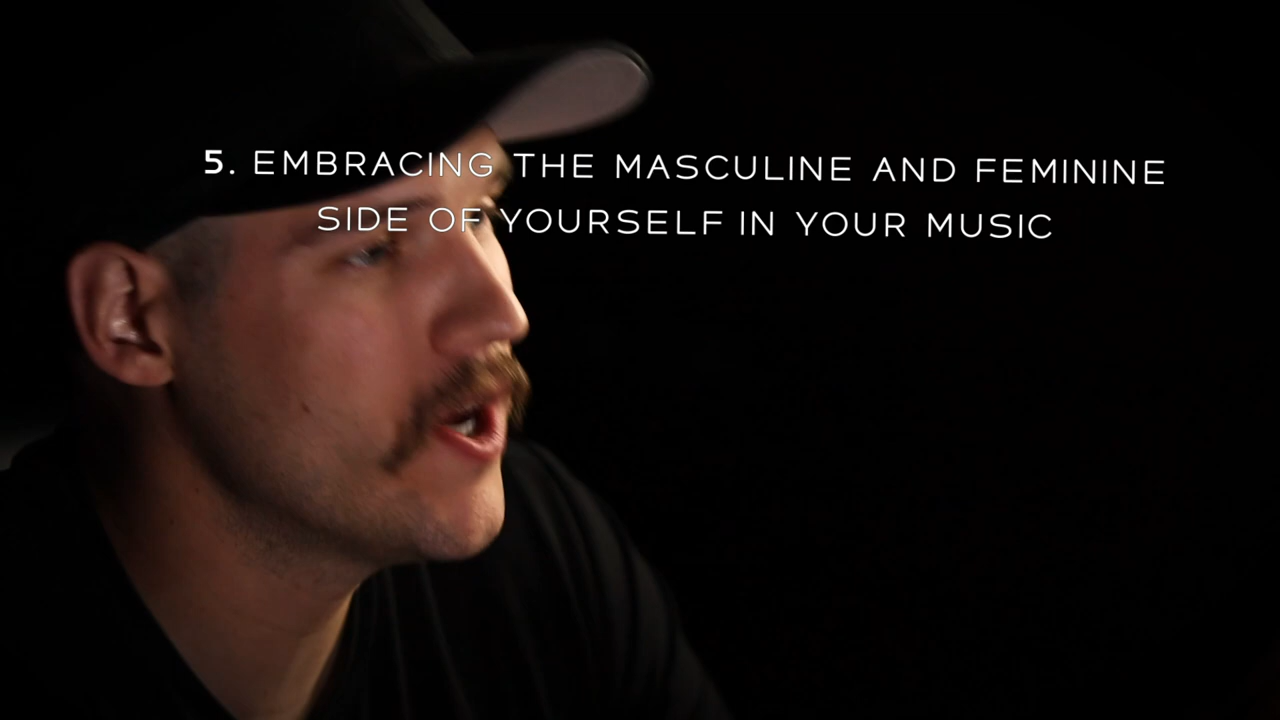 5. EMBRACING THE MASCULINE AND FEMININE
SIDE OF YOURSELF IN YOUR MUSIC